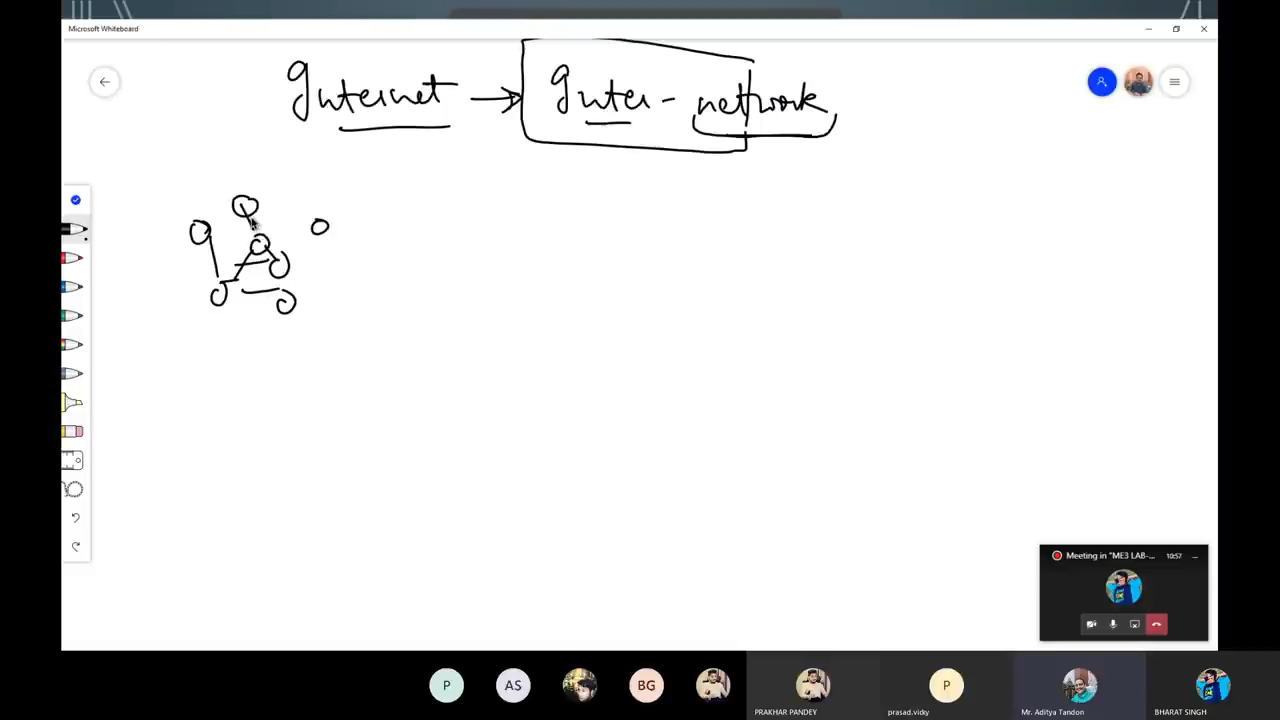 Microsoft Whiteboard
Internet → Inter-network
Meeting in "ME3 LAB-... 10:57
P AS BG P
PRAKHAR PANDEY prasad.vidky Mr. Aditya Tandon BHARAT SINGH